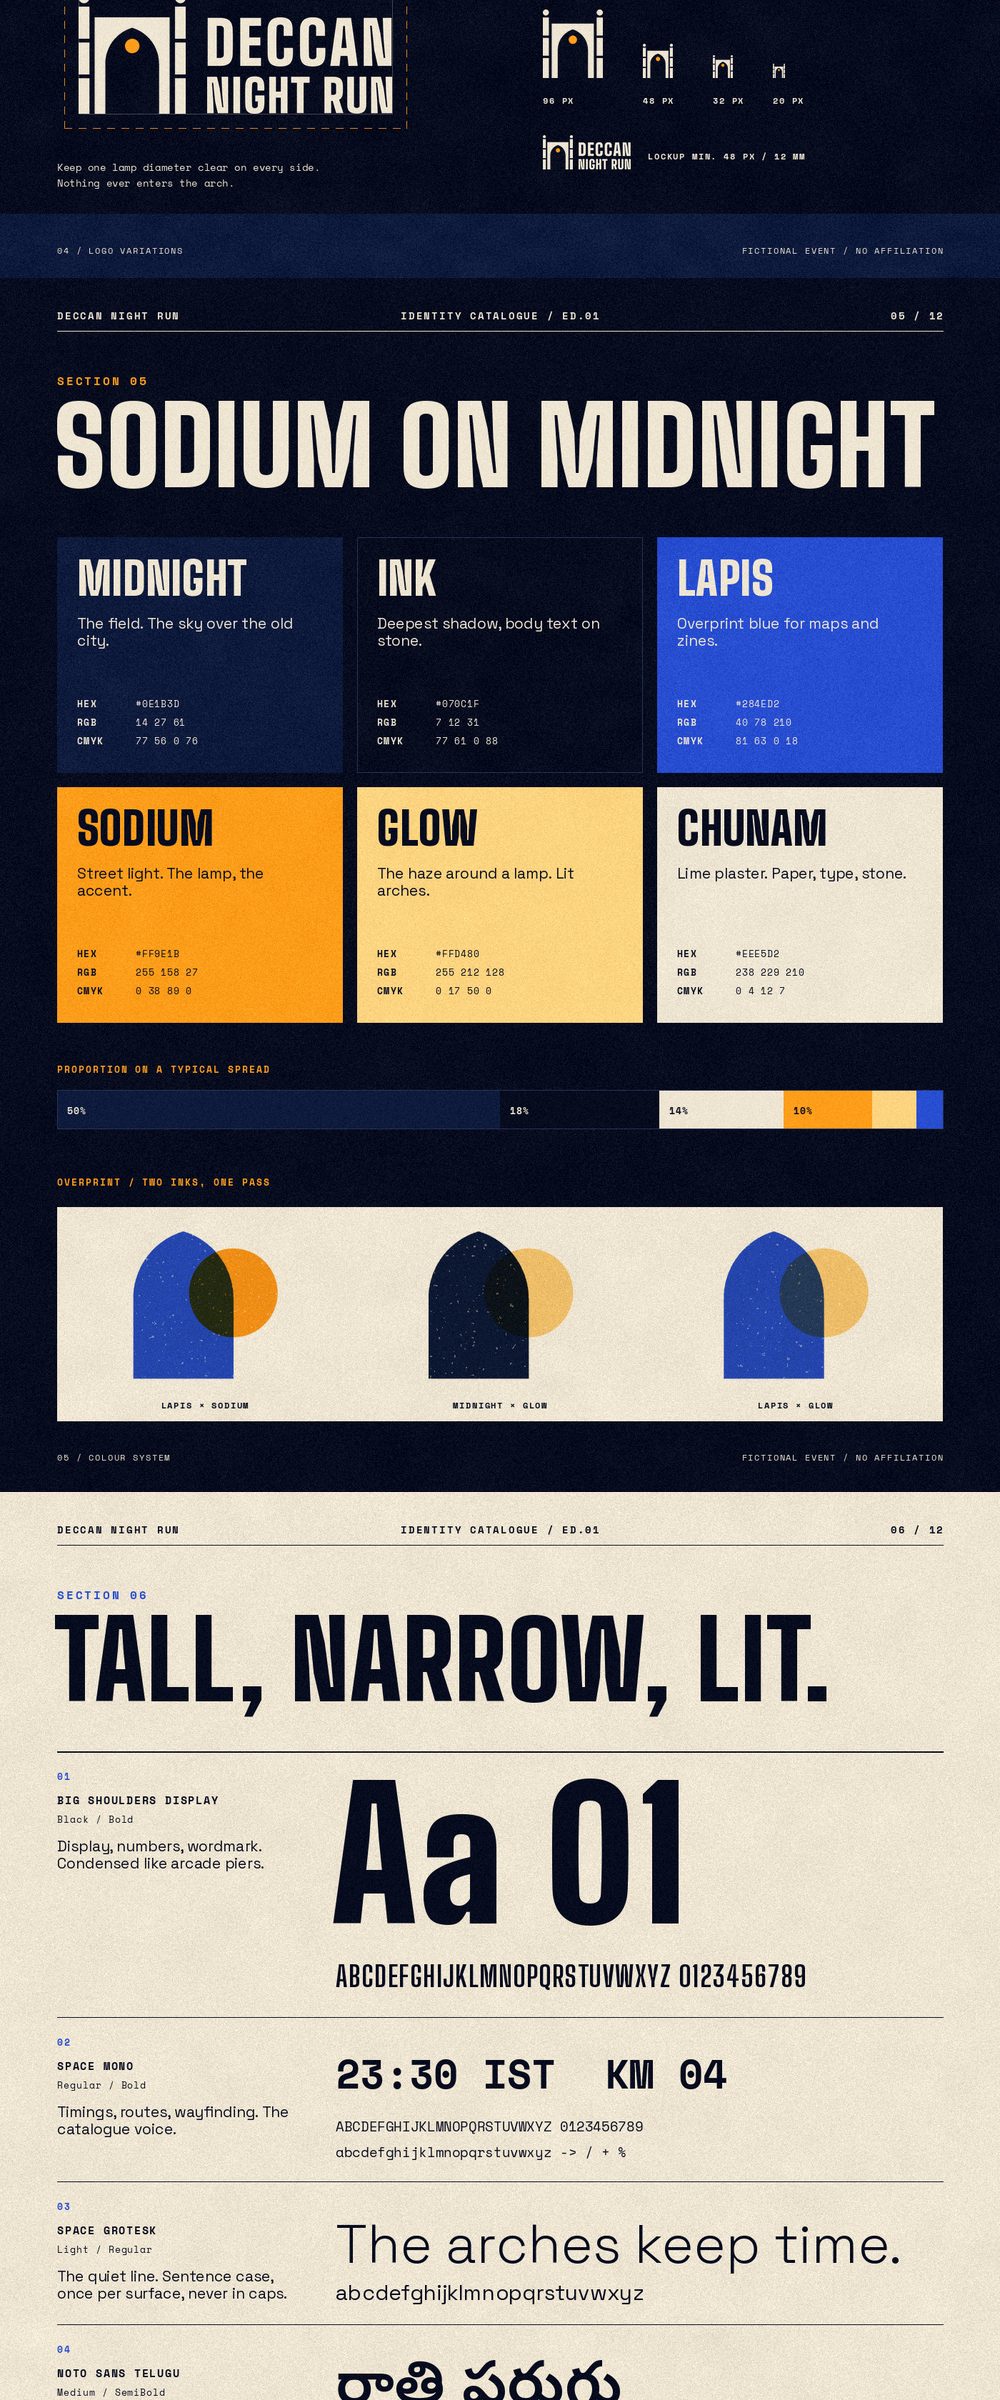 DECCAN
NIGHT RUN
Keep one lamp diameter clear on every side.
Nothing ever enters the arch.
96 PX
48 PX
32 PX
20 PX
DECCAN
NIGHT RUN
LOCKUP MIN. 48 PX / 12 MM
04 / LOGO VARIATIONS
FICTIONAL EVENT / NO AFFILIATION
DECCAN NIGHT RUN
IDENTITY CATALOGUE / ED.01
05 / 12
SECTION 05
SODIUM ON MIDNIGHT
MIDNIGHT
The field. The sky over the old
city.
HEX #0E1B3D
RGB 14 27 61
CMYK 77 56 0 76
INK
Deepest shadow, body text on
stone.
HEX #070C1F
RGB 7 12 31
CMYK 77 61 0 88
LAPIS
Overprint blue for maps and
zines.
HEX #284ED2
RGB 40 78 210
CMYK 81 63 0 18
SODIUM
Street light. The lamp, the
accent.
HEX #FF9E1B
RGB 255 158 27
CMYK 0 38 89 0
GLOW
The haze around a lamp. Lit
arches.
HEX #FFD480
RGB 255 212 128
CMYK 0 17 50 0
CHUNAM
Lime plaster. Paper, type, stone.
HEX #EEE5D2
RGB 238 229 210
CMYK 0 4 12 7
PROPORTION ON A TYPICAL SPREAD
50%
18%
14%
10%
OVERPRINT / TWO INKS, ONE PASS
LAPIS × SODIUM
MIDNIGHT × GLOW
LAPIS × GLOW
05 / COLOUR SYSTEM
FICTIONAL EVENT / NO AFFILIATION
DECCAN NIGHT RUN
IDENTITY CATALOGUE / ED.01
06 / 12
SECTION 06
TALL, NARROW, LIT.
01
BIG SHOULDERS DISPLAY
Black / Bold
Display, numbers, wordmark.
Condensed like arcade piers.
Aa 01
ABCDEFGHIJKLMNOPQRSTUVWXYZ 0123456789
02
SPACE MONO
Regular / Bold
Timings, routes, wayfinding. The
catalogue voice.
23:30 IST KM 04
ABCDEFGHIJKLMNOPQRSTUVWXYZ 0123456789
abcdefghijklmnopqrstuvwxyz -> / + %
03
SPACE GROTESK
Light / Regular
The quiet line. Sentence case,
once per surface, never in caps.
The arches keep time.
abcdefghijklmnopqrstuvwxyz
04
NOTO SANS TELUGU
Medium / SemiBold
రాతి పరుగు